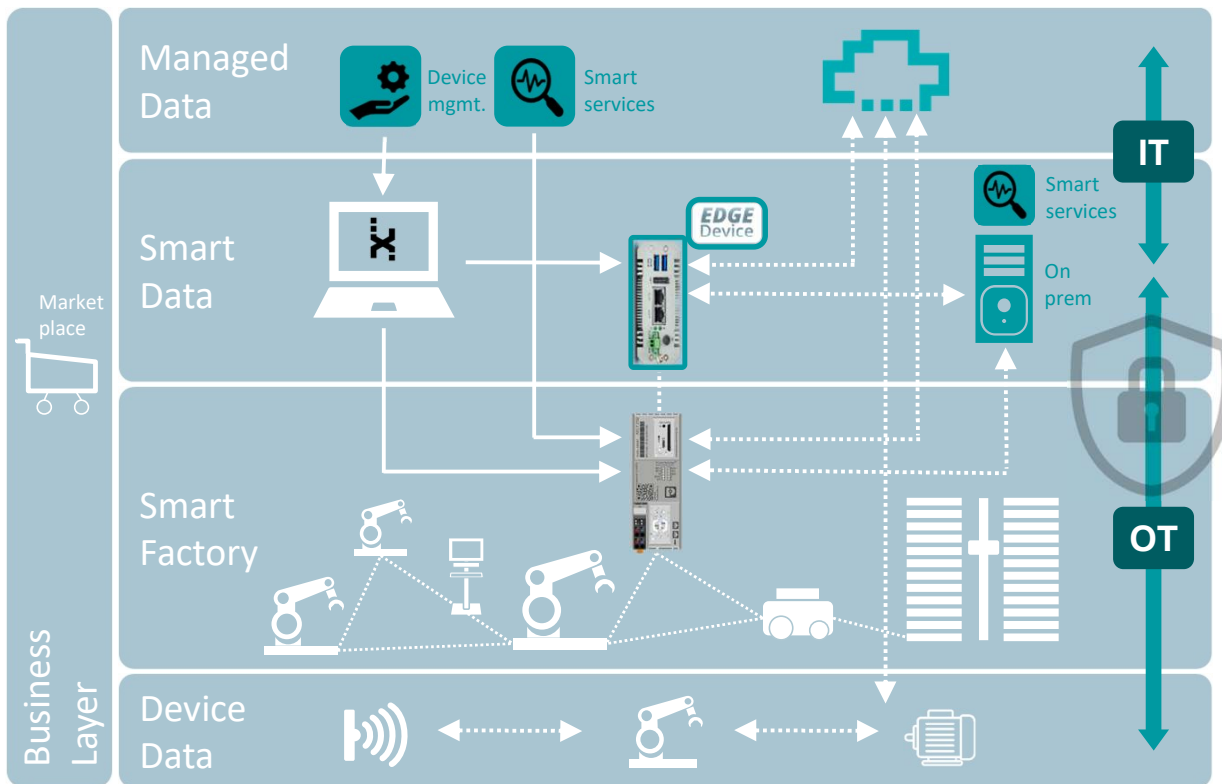 Managed
Data
Device
mgmt.
Smart
services
IT
Smart
Data
EDGE
Device
Smart
services
On
prem
Market
place
Smart
Factory
OT
Business
Layer
Device
Data